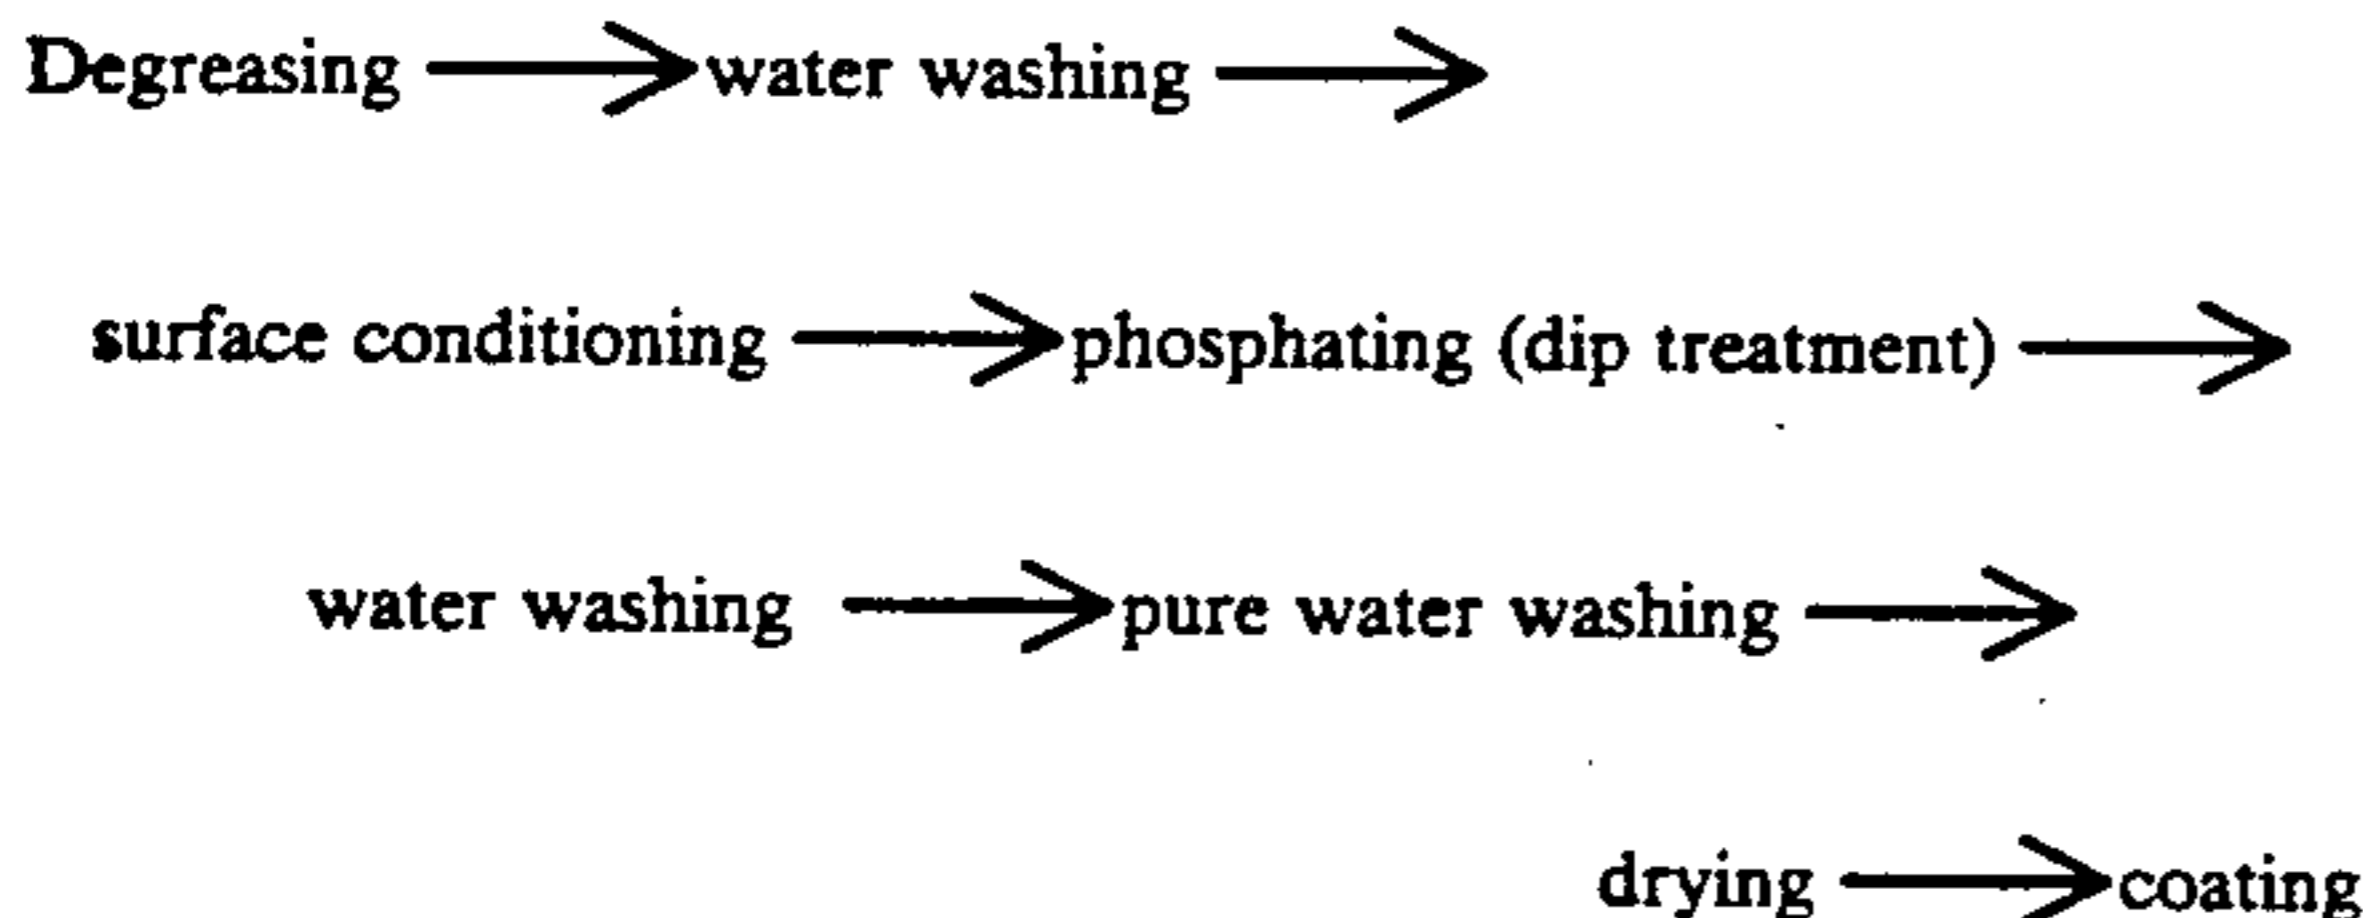 Degreasing ⟶ water washing ⟶
surface conditioning ⟶ phosphating (dip treatment) ⟶
water washing ⟶ pure water washing ⟶
drying ⟶ coating